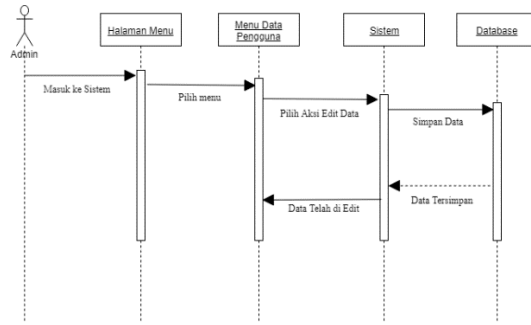 Halaman Menu
Menu Data
Pengguna
Sistem
Database
Admin
Masuk ke Sistem
Pilih menu
Pilih Aksi Edit Data
Simpan Data
Data Tersimpan
Data Telah di Edit